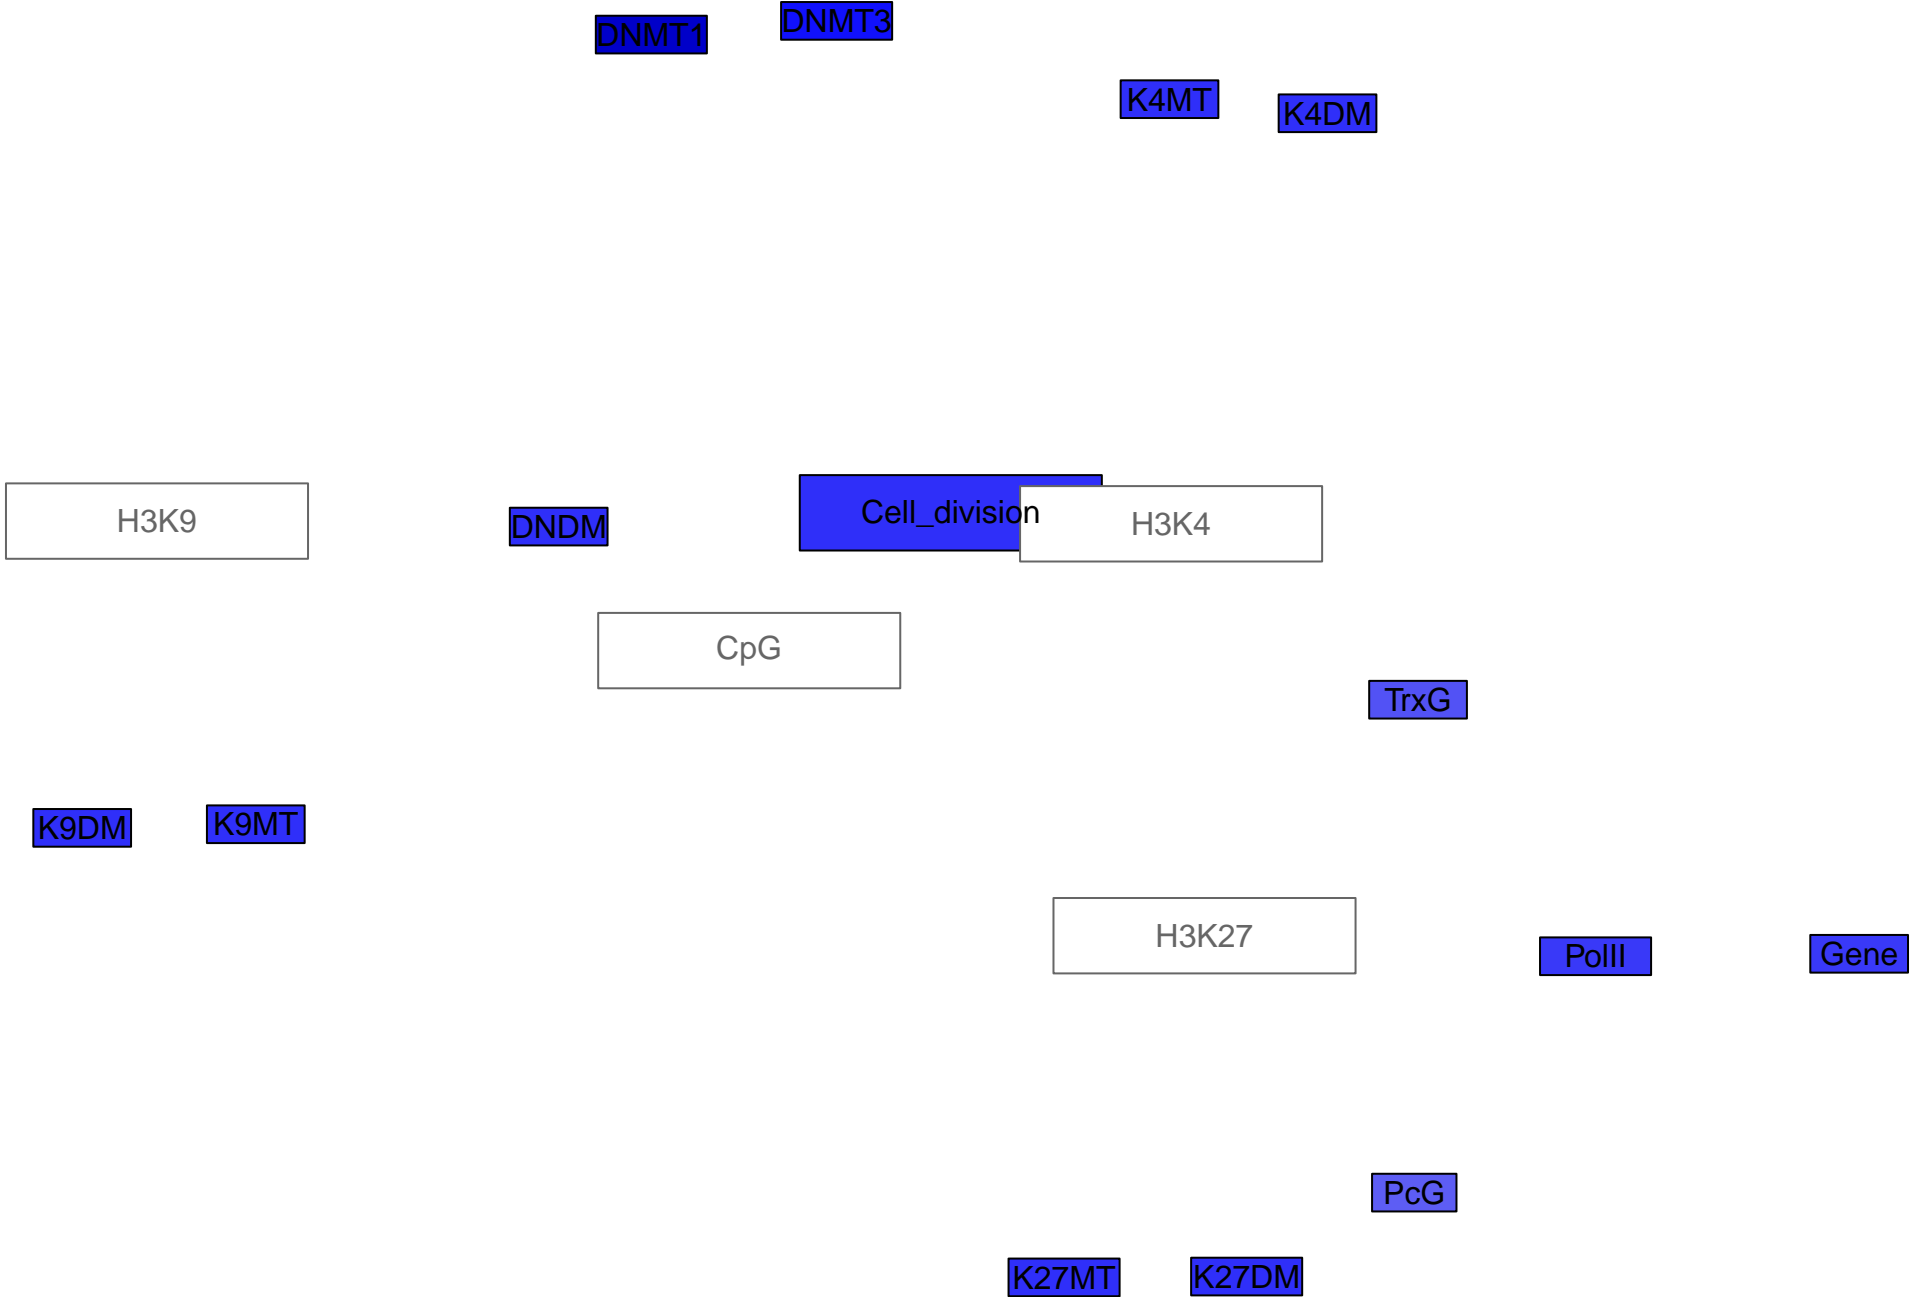 DNMT1
DNMT3
K4MT
K4DM
H3K9
DNDM
Cell_division
H3K4
CpG
TrxG
K9DM
K9MT
H3K27
PolII
Gene
PcG
K27MT
K27DM